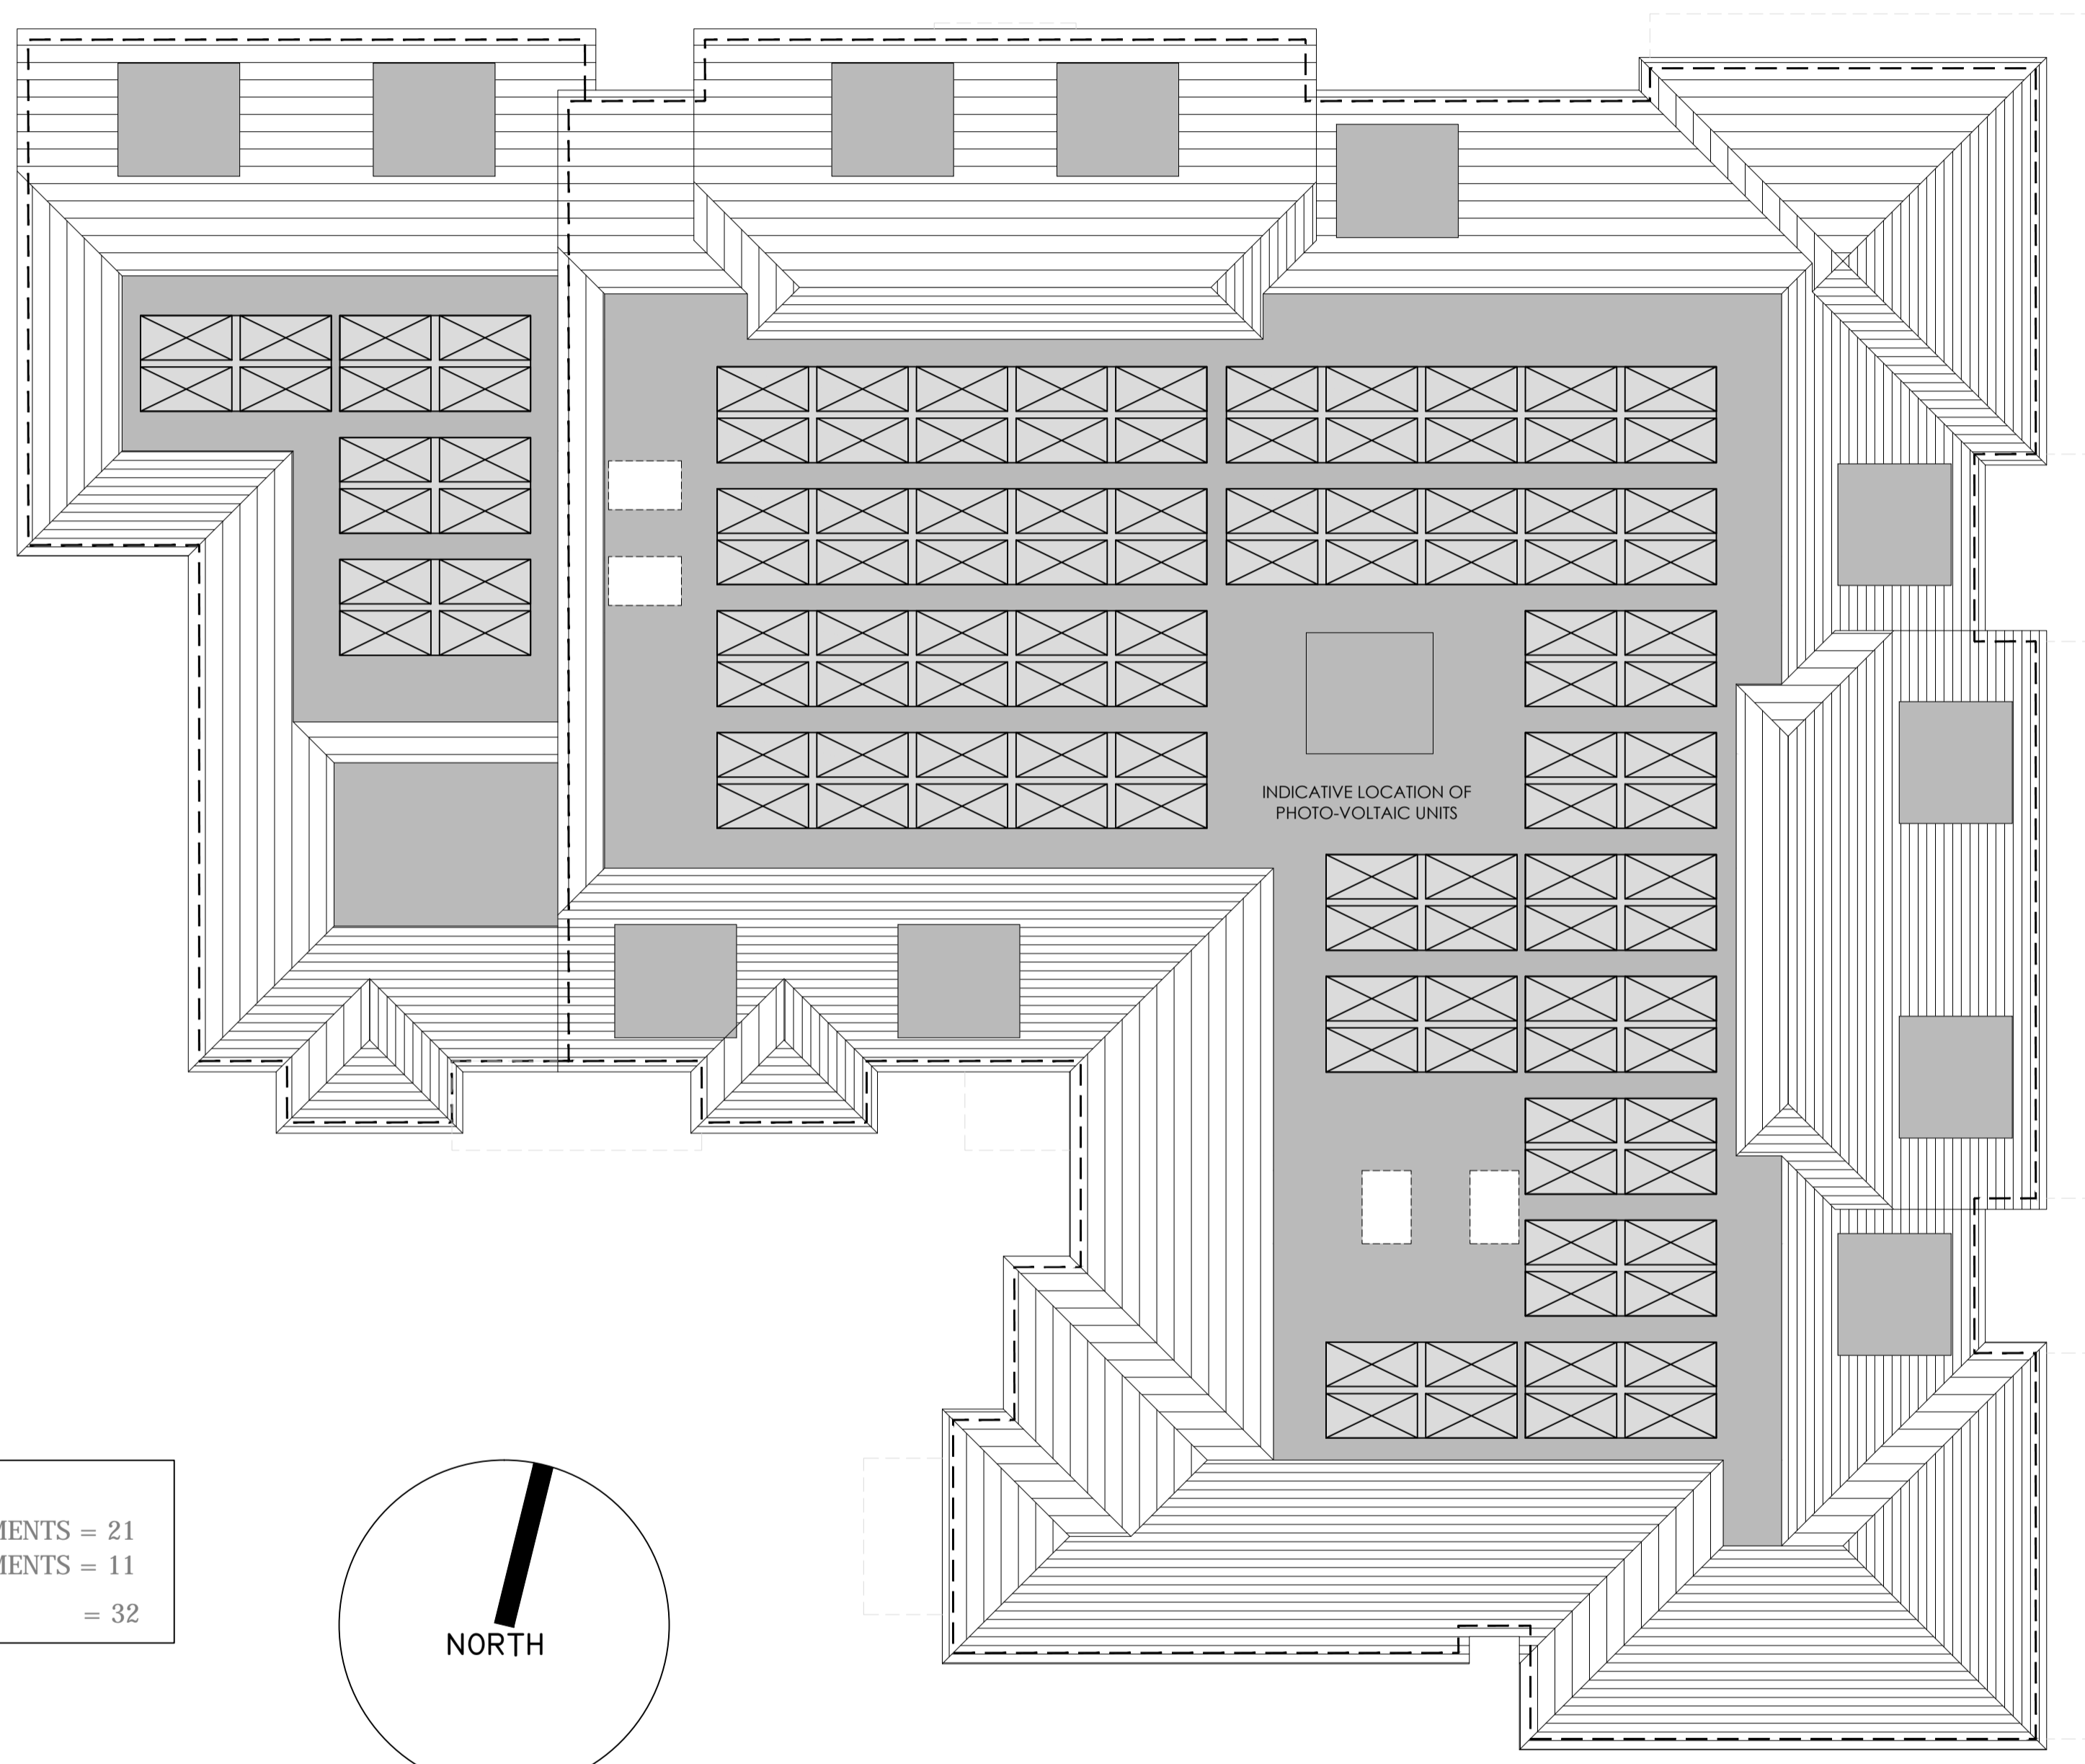 INDICATIVE LOCATION OF
PHOTO-VOLTAIC UNITS
MENTS = 21
MENTS = 11
= 32
NORTH